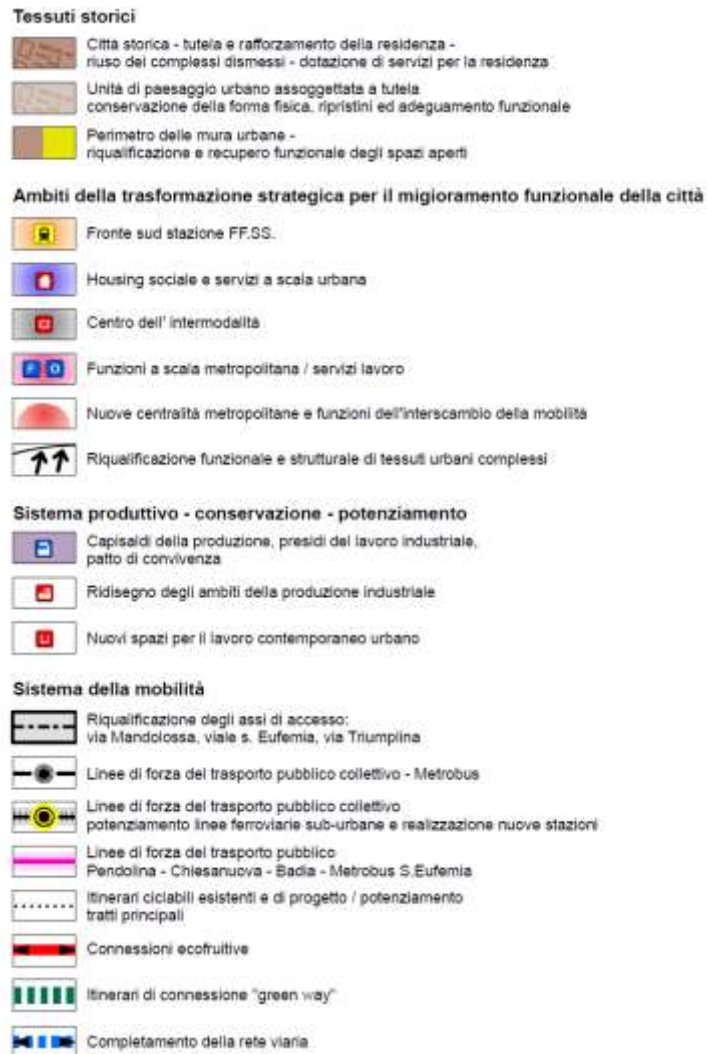 Tessuti storici
Città storica - tutela e rafforzamento della residenza -
riuso dei complessi dismessi - dotazione di servizi per la residenza
Unità di paesaggio urbano assoggettata a tutela
conservazione della forma fisica, ripristini ed adeguamento funzionale
Perimetro delle mura urbane -
riqualificazione e recupero funzionale degli spazi aperti
Ambiti della trasformazione strategica per il migioramento funzionale della città
Fronte sud stazione FF.SS.
Housing sociale e servizi a scala urbana
Centro dell' intermodalità
F O Funzioni a scala metropolitana / servizi lavoro
Nuove centralità metropolitane e funzioni dell'interscambio della mobilità
Riqualificazione funzionale e strutturale di tessuti urbani complessi
Sistema produttivo - conservazione - potenziamento
Capisaldi della produzione, presidi del lavoro industriale,
patto di convivenza
Ridisegno degli ambiti della produzione industriale
Nuovi spazi per il lavoro contemporaneo urbano
Sistema della mobilità
Riqualificazione degli assi di accesso:
via Mandolossa, viale s. Eufemia, via Triumplina
Linee di forza del trasporto pubblico collettivo - Metrobus
Linee di forza del trasporto pubblico collettivo
potenziamento linee ferroviarie sub-urbane e realizzazione nuove stazioni
Linee di forza del trasporto pubblico
Pendolina - Chiesanuova - Badia - Metrobus S.Eufemia
Itinerari ciclabili esistenti e di progetto / potenziamento
tratti principali
Connessioni ecofruitive
Itinerari di connessione "green way"
Completamento della rete viaria